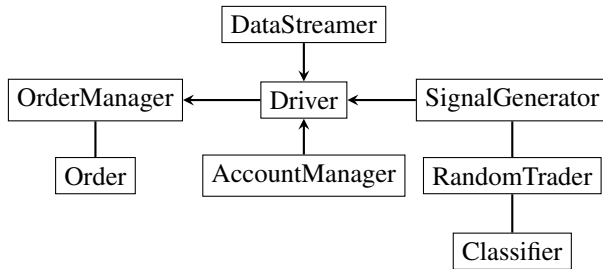 DataStreamer
OrderManager
Driver
SignalGenerator
Order
AccountManager
RandomTrader
Classifier